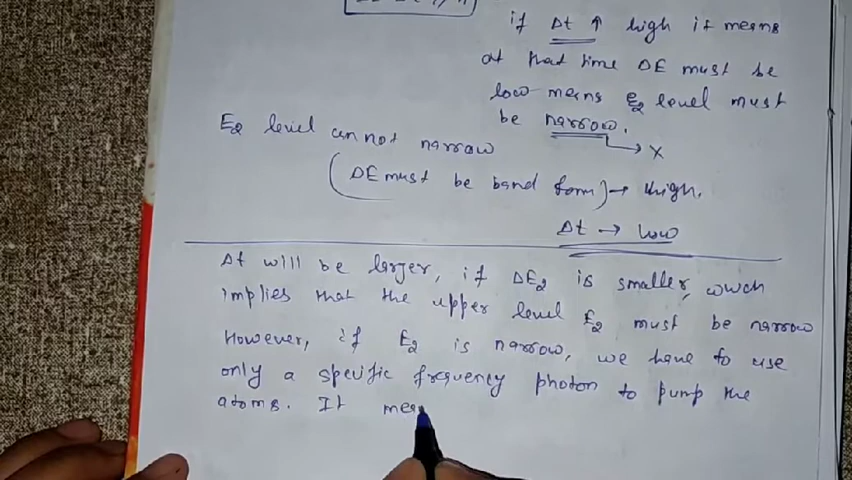 if Δt ↑ high it means
at that time ΔE must be
low means E2 level must
be narrow. → x
E2 level can not narrow
(ΔE must be band form) → high.
Δt → low
Δt will be larger, if ΔE2 is smaller, which
implies that the upper level E2 must be narrow
However, if E2 is narrow, we have to use
only a specific frequency photon to pump the
atoms. It mea